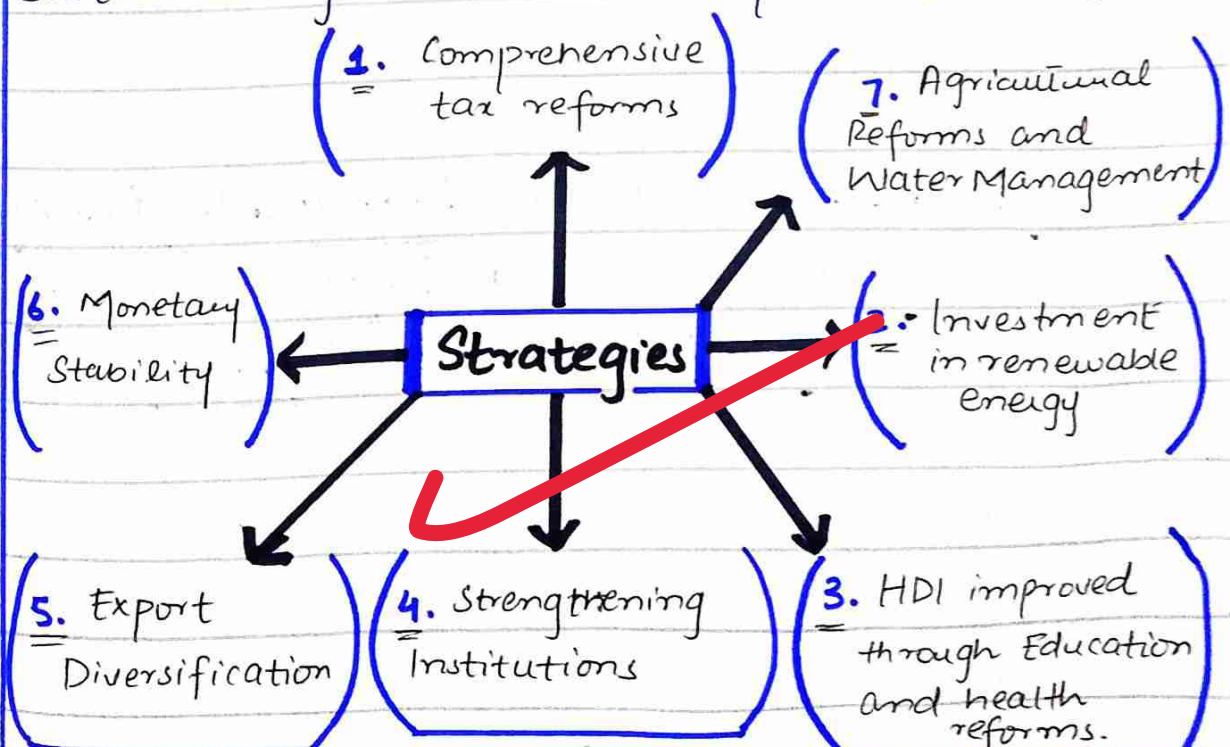 1. Comprehensive
tax reforms
7. Agricultural
Reforms and
Water Management
6. Monetary
Stability
Strategies
2. Investment
in renewable
energy
5. Export
Diversification
4. Strengthening
Institutions
3. HDI improved
through Education
and health
reforms.